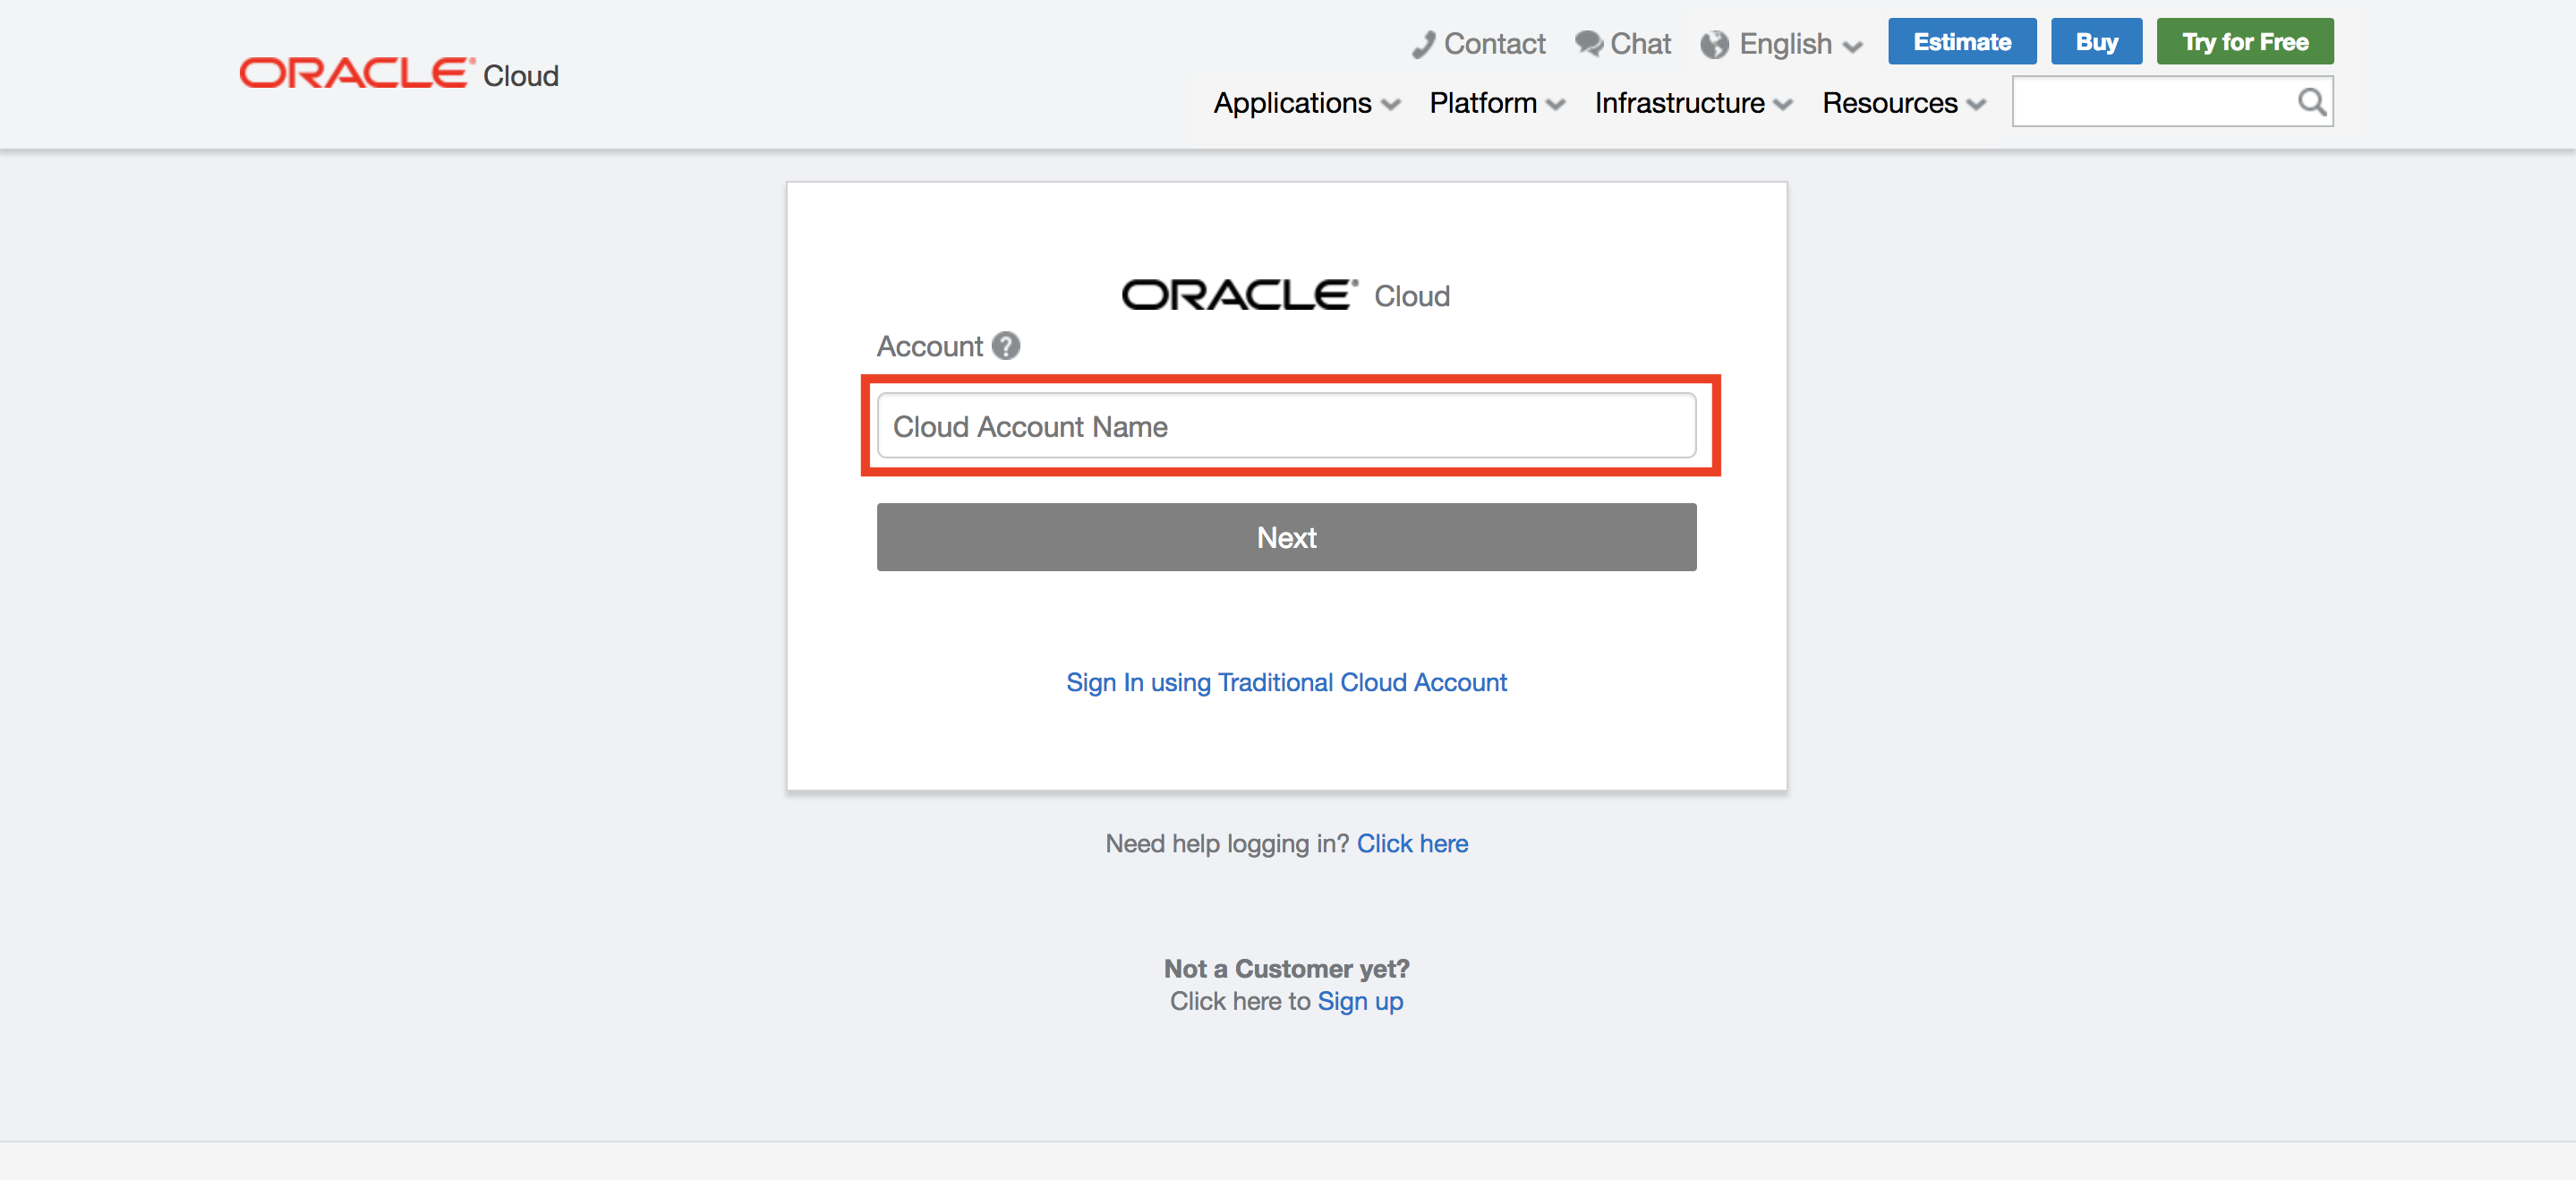 ORACLE Cloud
Contact Chat English Estimate Buy Try for Free
Applications Platform Infrastructure Resources
ORACLE Cloud
Account ?
Cloud Account Name
Next
Sign In using Traditional Cloud Account
Need help logging in? Click here
Not a Customer yet?
Click here to Sign up